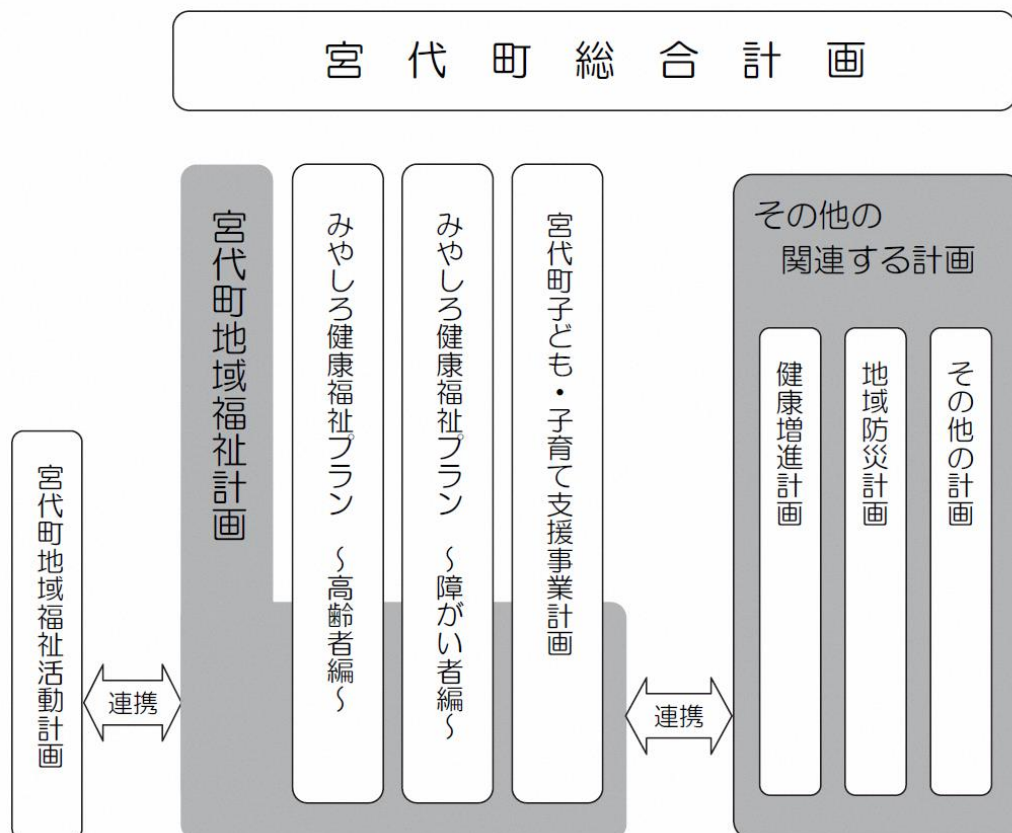 宮代町総合計画
宮代町地域福祉計画
みやしろ健康福祉プラン ～高齢者編～
みやしろ健康福祉プラン ～障がい者編～
宮代町子ども・子育て支援事業計画
その他の
関連する計画
健康増進計画
地域防災計画
その他の計画
宮代町地域福祉活動計画
連携
連携